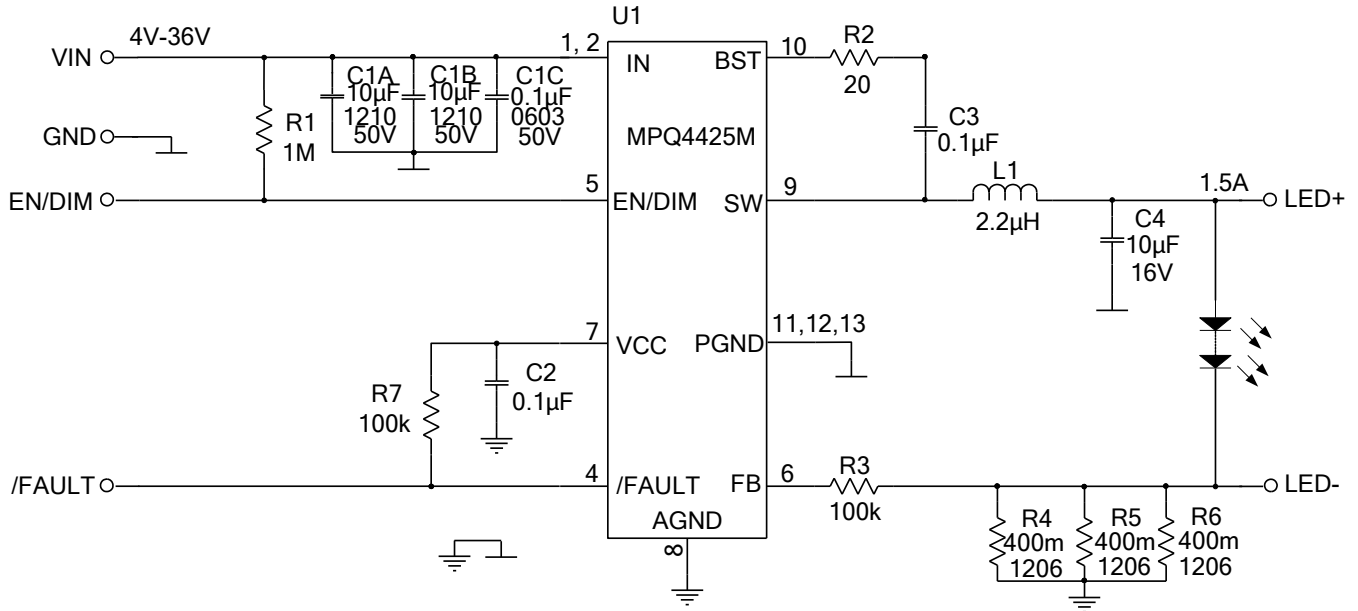 U1
4V-36V
VIN
1, 2
IN
BST
10
R2
20
C1A
10µF
1210
50V
C1B
10µF
1210
50V
C1C
0.1µF
0603
50V
R1
1M
GND
MPQ4425M
C3
0.1µF
EN/DIM
5
EN/DIM
SW
9
L1
2.2µH
1.5A
LED+
C4
10µF
16V
7
VCC
PGND
11,12,13
C2
0.1µF
R7
100k
/FAULT
4
/FAULT
FB
6
R3
100k
LED-
AGND
8
R4
400m
1206
R5
400m
1206
R6
400m
1206